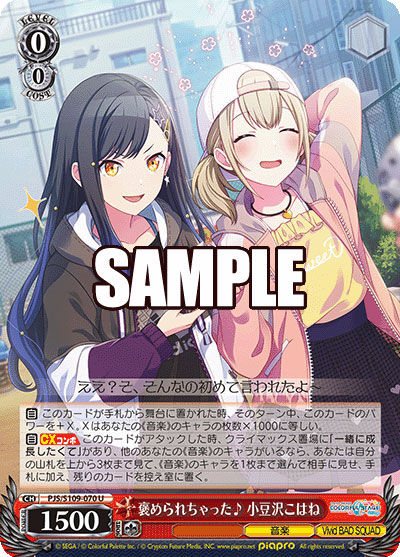 LEVEL
0
0
COST
SAMPLE
ええ？そ、そんなの初めて言われたよ～
自 このカードが手札から舞台に置かれた時、そのターン中、このカードのパワーを＋X。Xはあなたの《音楽》のキャラの枚数×1000に等しい。
自 CXコンボ このカードがアタックした時、クライマックス置場に「一緒に成長したくて」があり、他のあなたの《音楽》のキャラがいるなら、あなたは自分の山札を上から3枚まで見て、《音楽》のキャラを1枚まで選んで相手に見せ、手札に加え、残りのカードを控え室に置く。
CH PJS/S109-070 U
1500
褒められちゃった♪ 小豆沢こはね
COLORFUL STAGE!
音楽
Vivid BAD SQUAD
© SEGA / © Colorful Palette Inc. / © Crypton Future Media, INC. www.piapro.net piapro All rights reserved.